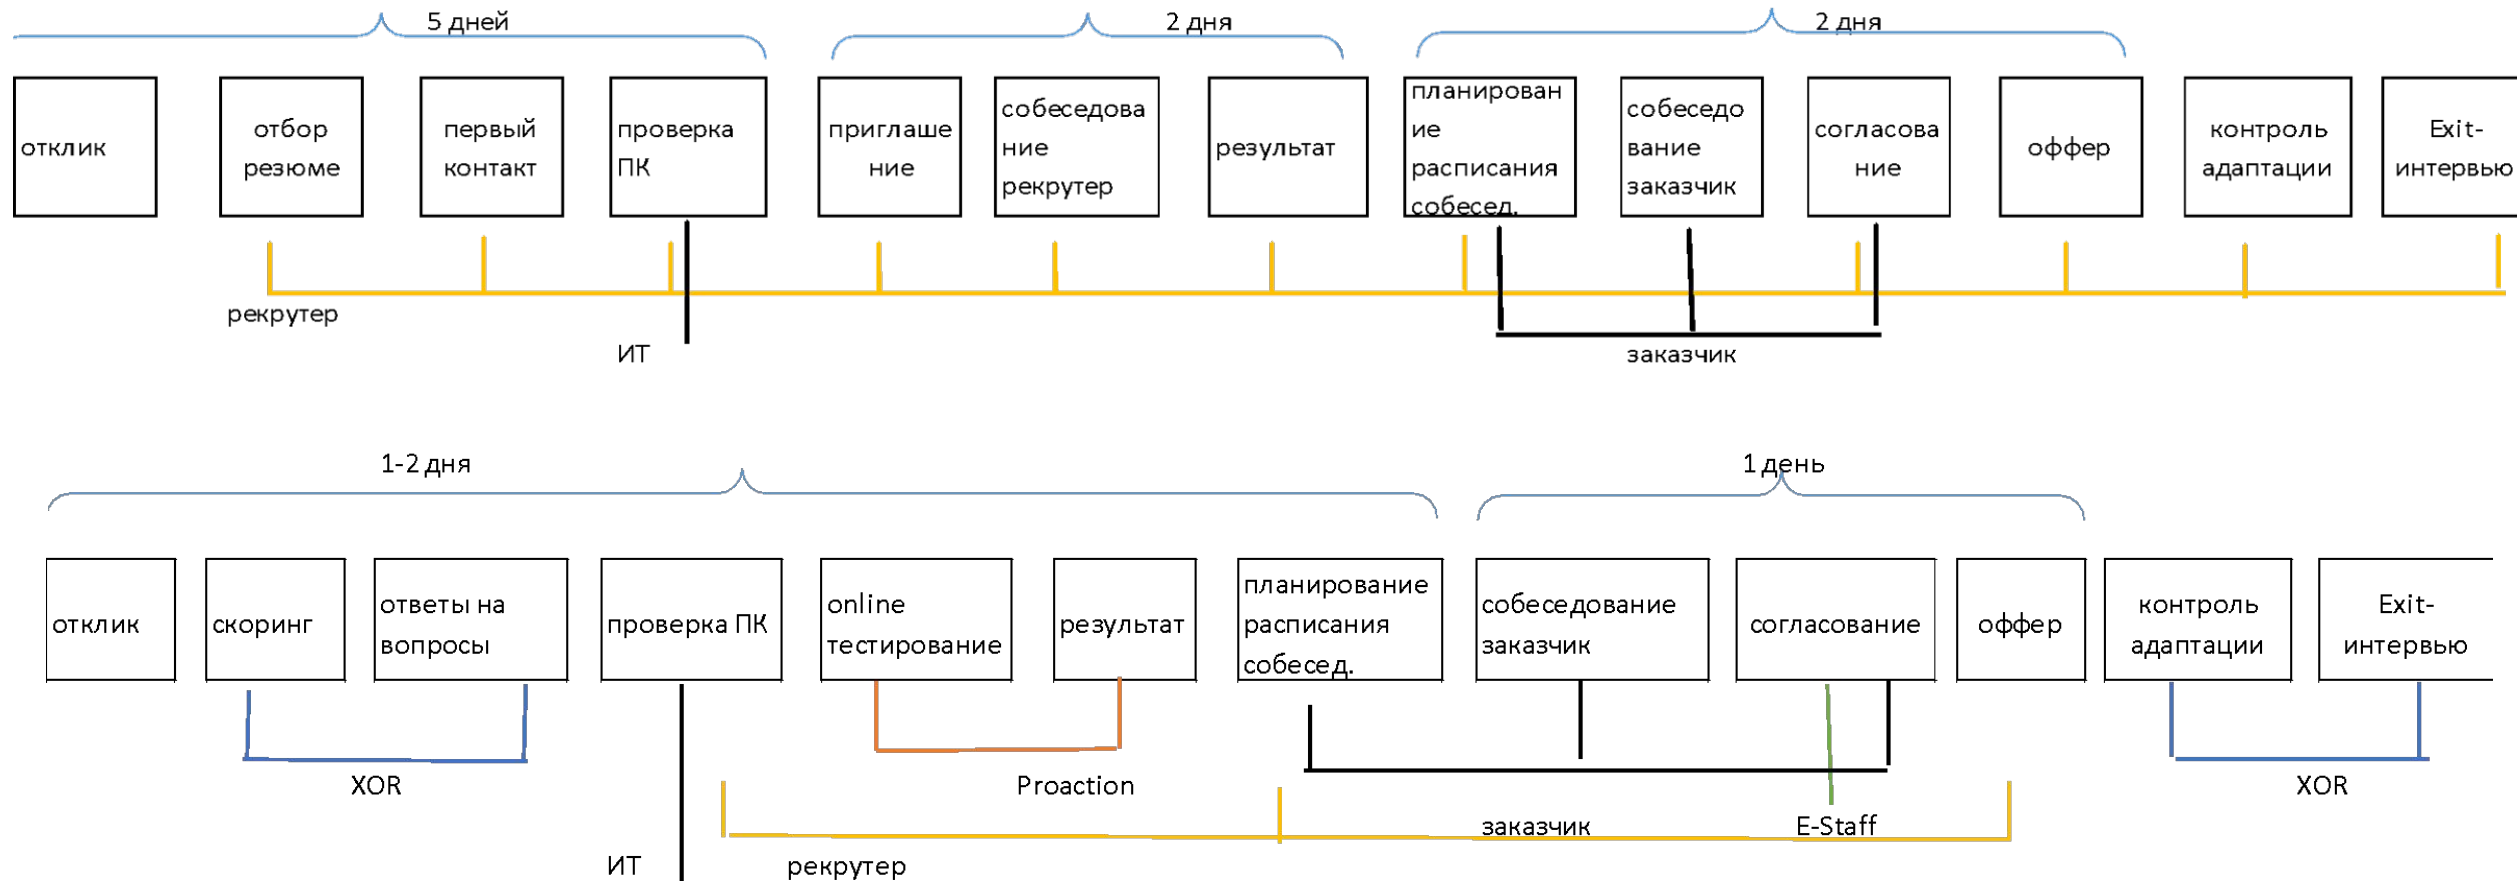 5 дней
2 дня
2 дня
отклик
отбор
резюме
первый
контакт
проверка
ПК
приглаше
ние
собеседова
ние
рекрутер
результат
планирован
ие
расписания
собесед.
собеседо
вание
заказчик
согласова
ние
оффер
контроль
адаптации
Exit-
интервью
рекрутер
ИТ
заказчик
1-2 дня
1 день
отклик
скоринг
ответы на
вопросы
проверка ПК
online
тестирование
результат
планирование
расписания
собесед.
собеседование
заказчик
согласование
оффер
контроль
адаптации
Exit-
интервью
XOR
Proaction
XOR
заказчик
E-Staff
ИТ
рекрутер